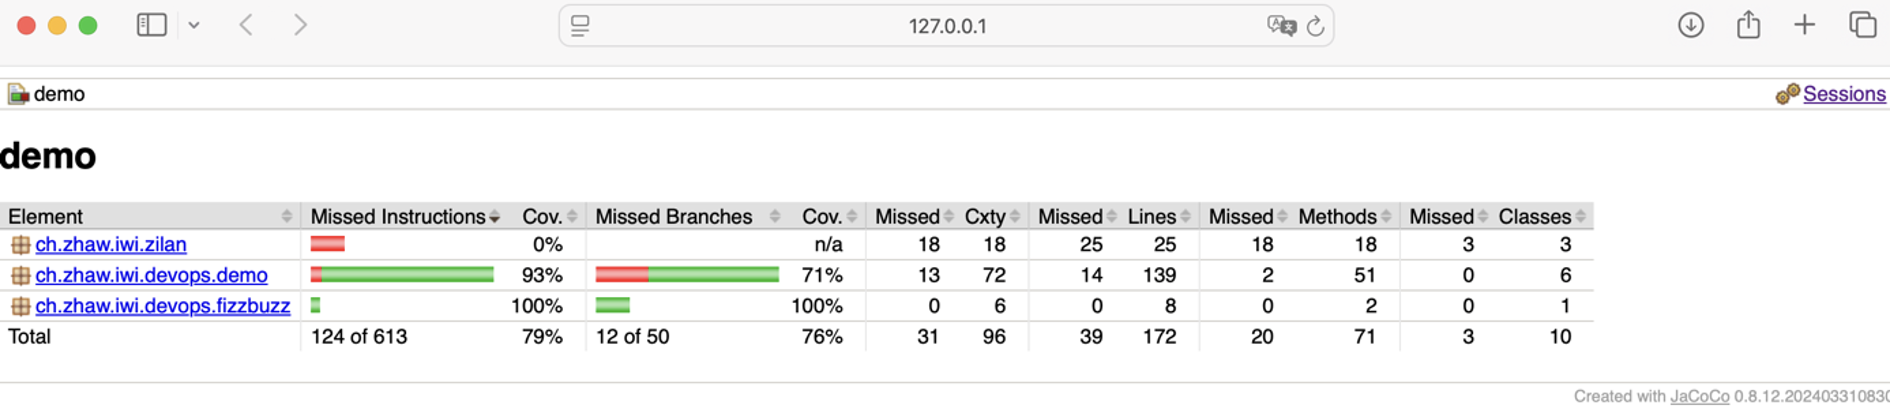 127.0.0.1
demo Sessions
demo
Element Missed Instructions Cov. Missed Branches Cov. Missed Cxty Missed Lines Missed Methods Missed Classes
ch.zhaw.iwi.zilan 0% n/a 18 18 25 25 18 18 3 3
ch.zhaw.iwi.devops.demo 93% 71% 13 72 14 139 2 51 0 6
ch.zhaw.iwi.devops.fizzbuzz 100% 100% 0 6 0 8 0 2 0 1
Total 124 of 613 79% 12 of 50 76% 31 96 39 172 20 71 3 10
Created with JaCoCo 0.8.12.202403310830